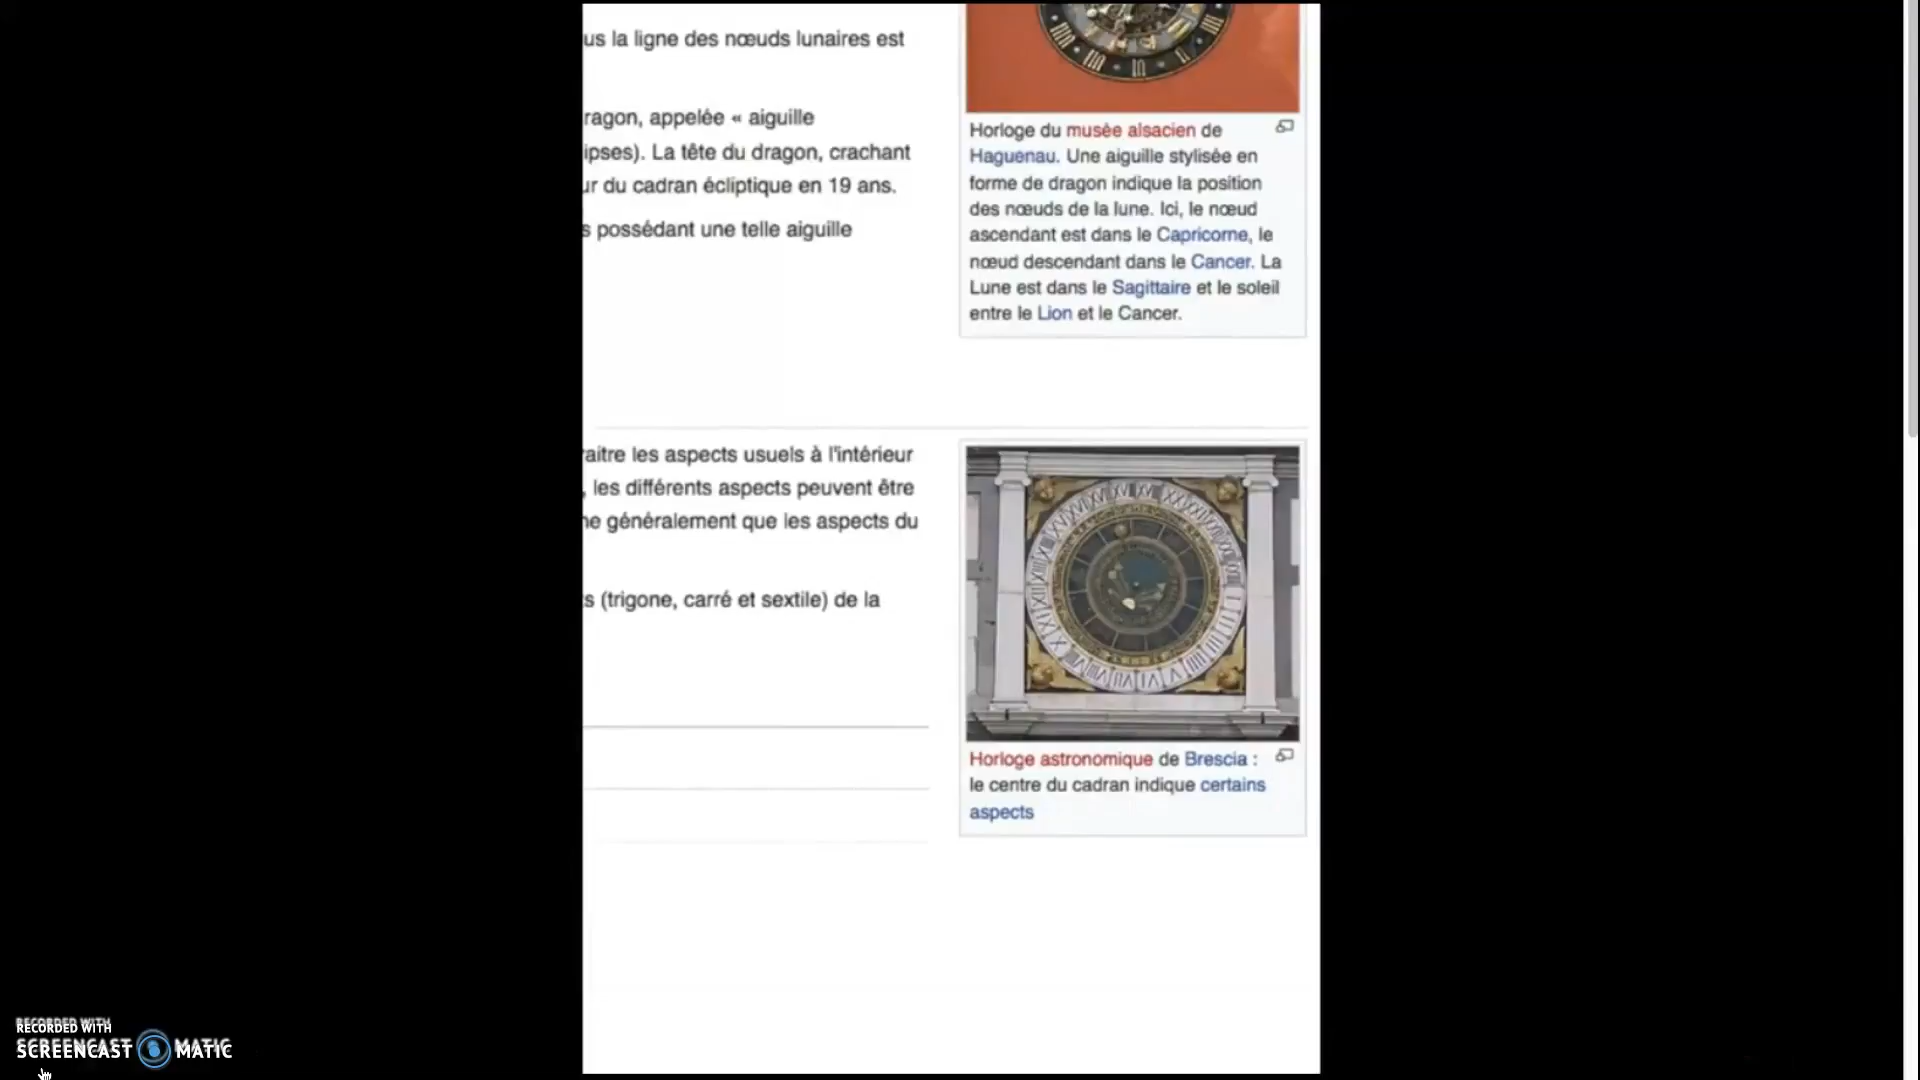 us la ligne des nœuds lunaires est
ragon, appelée « aiguille
ipses). La tête du dragon, crachant
ur du cadran écliptique en 19 ans.
s possédant une telle aiguille
Horloge du musée alsacien de
Haguenau. Une aiguille stylisée en
forme de dragon indique la position
des nœuds de la lune. Ici, le nœud
ascendant est dans le Capricorne, le
nœud descendant dans le Cancer. La
Lune est dans le Sagittaire et le soleil
entre le Lion et le Cancer.
raitre les aspects usuels à l'intérieur
, les différents aspects peuvent être
ne généralement que les aspects du
s (trigone, carré et sextile) de la
Horloge astronomique de Brescia :
le centre du cadran indique certains
aspects
RECORDED WITH
SCREENCAST MATIC